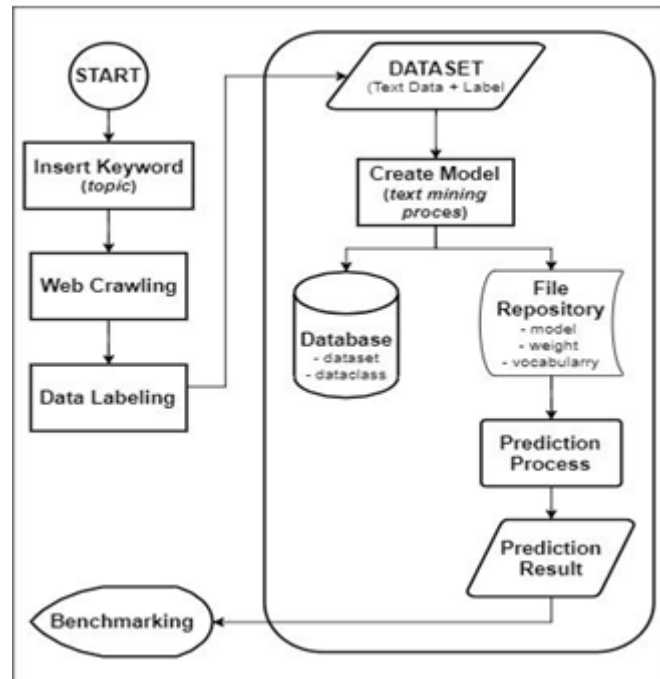 START
Insert Keyword
(topic)
Web Crawling
Data Labeling
DATASET
(Text Data + Label
Create Model
(text mining
proces)
Database
- dataset
- dataclass
File
Repository
- model
- weight
- vocabularry
Prediction
Process
Prediction
Result
Benchmarking